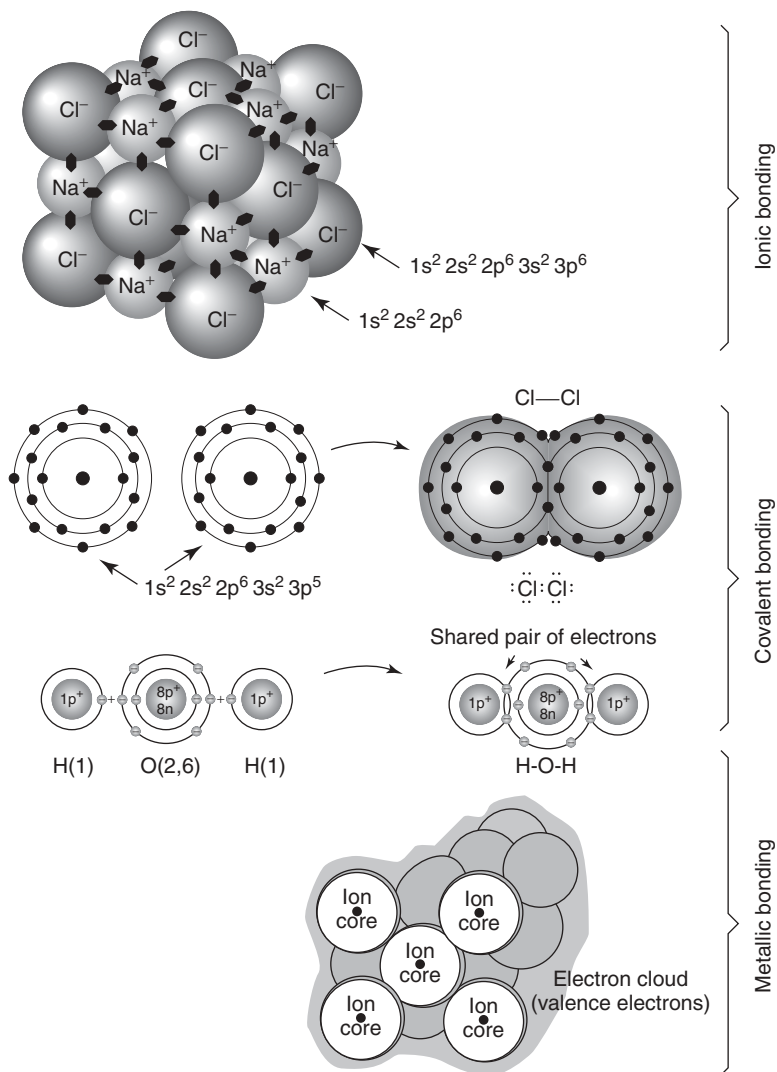 Cl⁻
Na⁺
Na⁺
Cl⁻
Cl⁻
Cl⁻
Na⁺
Na⁺
Cl⁻
Na⁺
Na⁺
Cl⁻
Cl⁻
Na⁺
Cl⁻
Cl⁻
Na⁺
Na⁺
Cl⁻
1s² 2s² 2p⁶ 3s² 3p⁶
1s² 2s² 2p⁶
Ionic bonding
Cl—Cl
1s² 2s² 2p⁶ 3s² 3p⁵
:Cl:Cl:
Shared pair of electrons
1p⁺ + 8p⁺ + 1p⁺
8n
1p⁺ 8p⁺ 1p⁺
8n
H(1) O(2,6) H(1)
H-O-H
Covalent bonding
Ion
core
Ion
core
Ion
core
Ion
core
Ion
core
Electron cloud
(valence electrons)
Metallic bonding